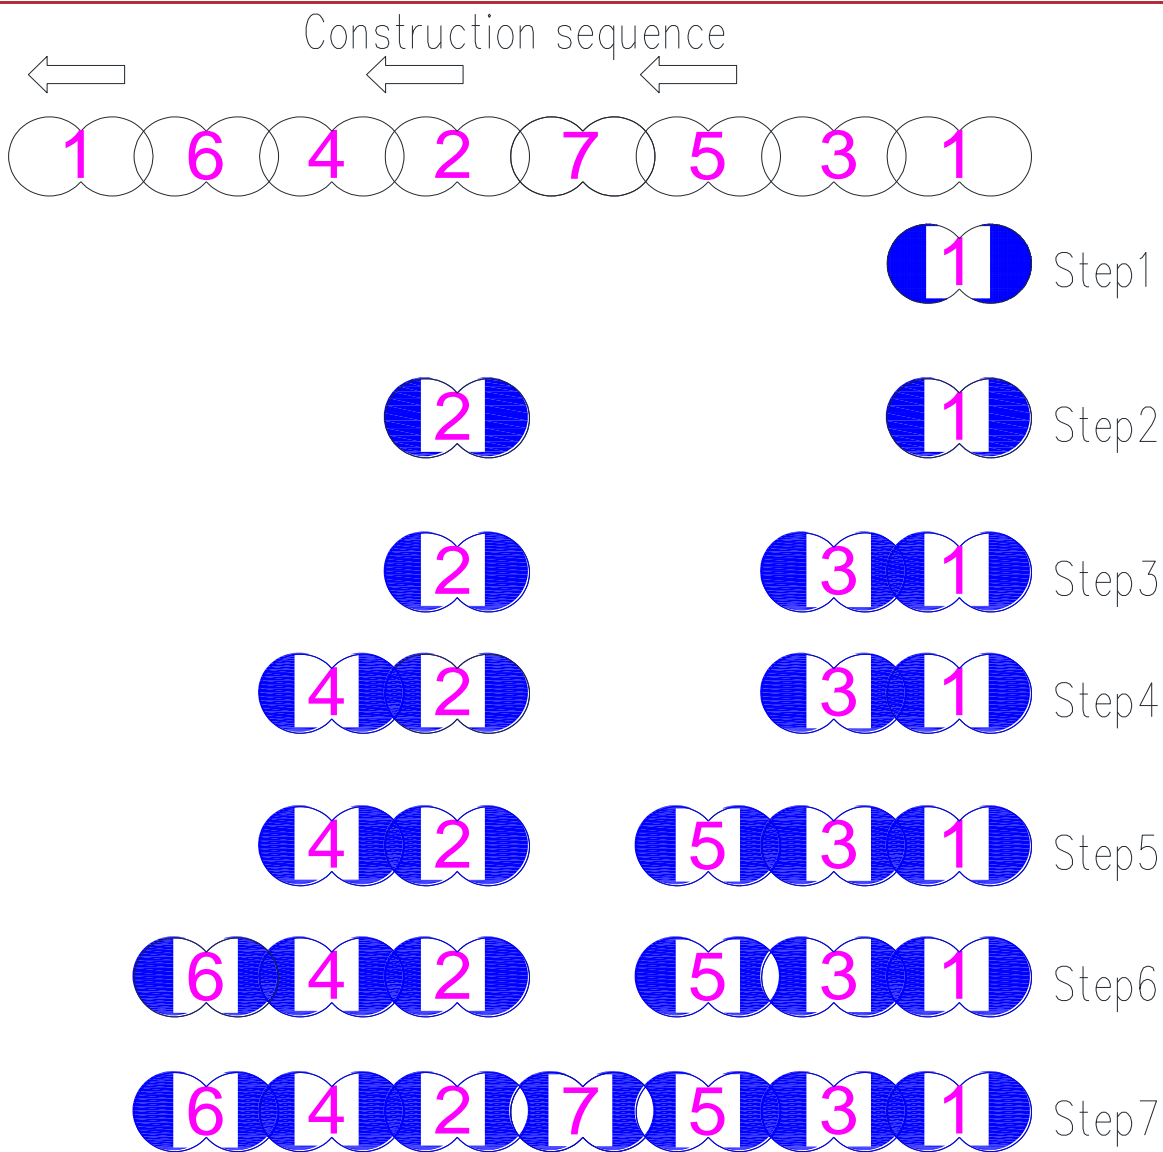 Construction sequence
1 6 4 2 7 5 3 1
1 Step1
2 1 Step2
2 3 1 Step3
4 2 3 1 Step4
4 2 5 3 1 Step5
6 4 2 5 3 1 Step6
6 4 2 7 5 3 1 Step7